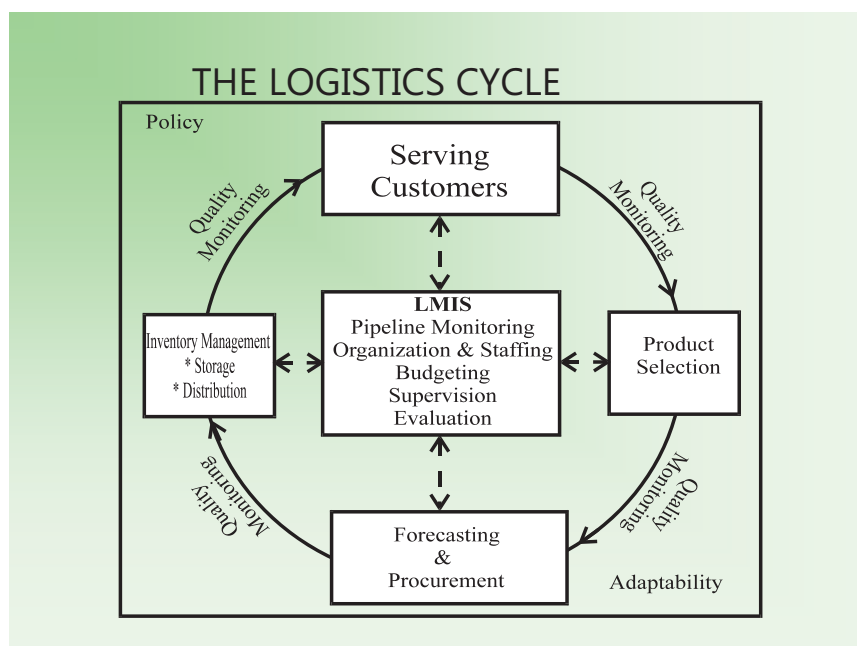 THE LOGISTICS CYCLE
Policy
Serving
Customers
Quality
Monitoring
Quality
Monitoring
LMIS
Pipeline Monitoring
Organization & Staffing
Budgeting
Supervision
Evaluation
Inventory Management
* Storage
* Distribution
Product
Selection
Quality
Monitoring
Quality
Monitoring
Forecasting
&
Procurement
Adaptability